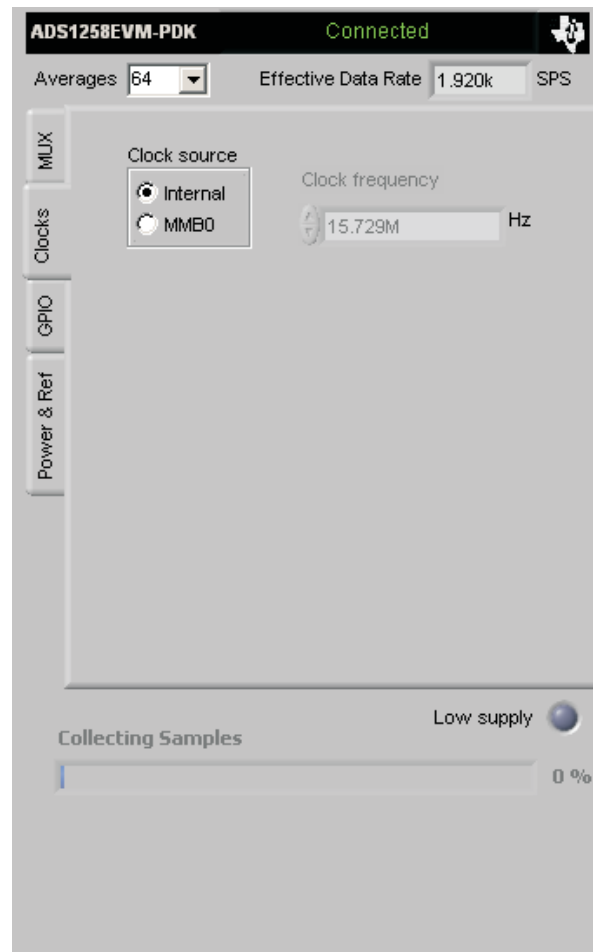 ADS1258EVM-PDK Connected
Averages 64 Effective Data Rate 1.920k SPS
MUX
Clocks
GPIO
Power & Ref
Clock source
Internal
MMB0
Clock frequency
15.729M Hz
Low supply
Collecting Samples
0 %